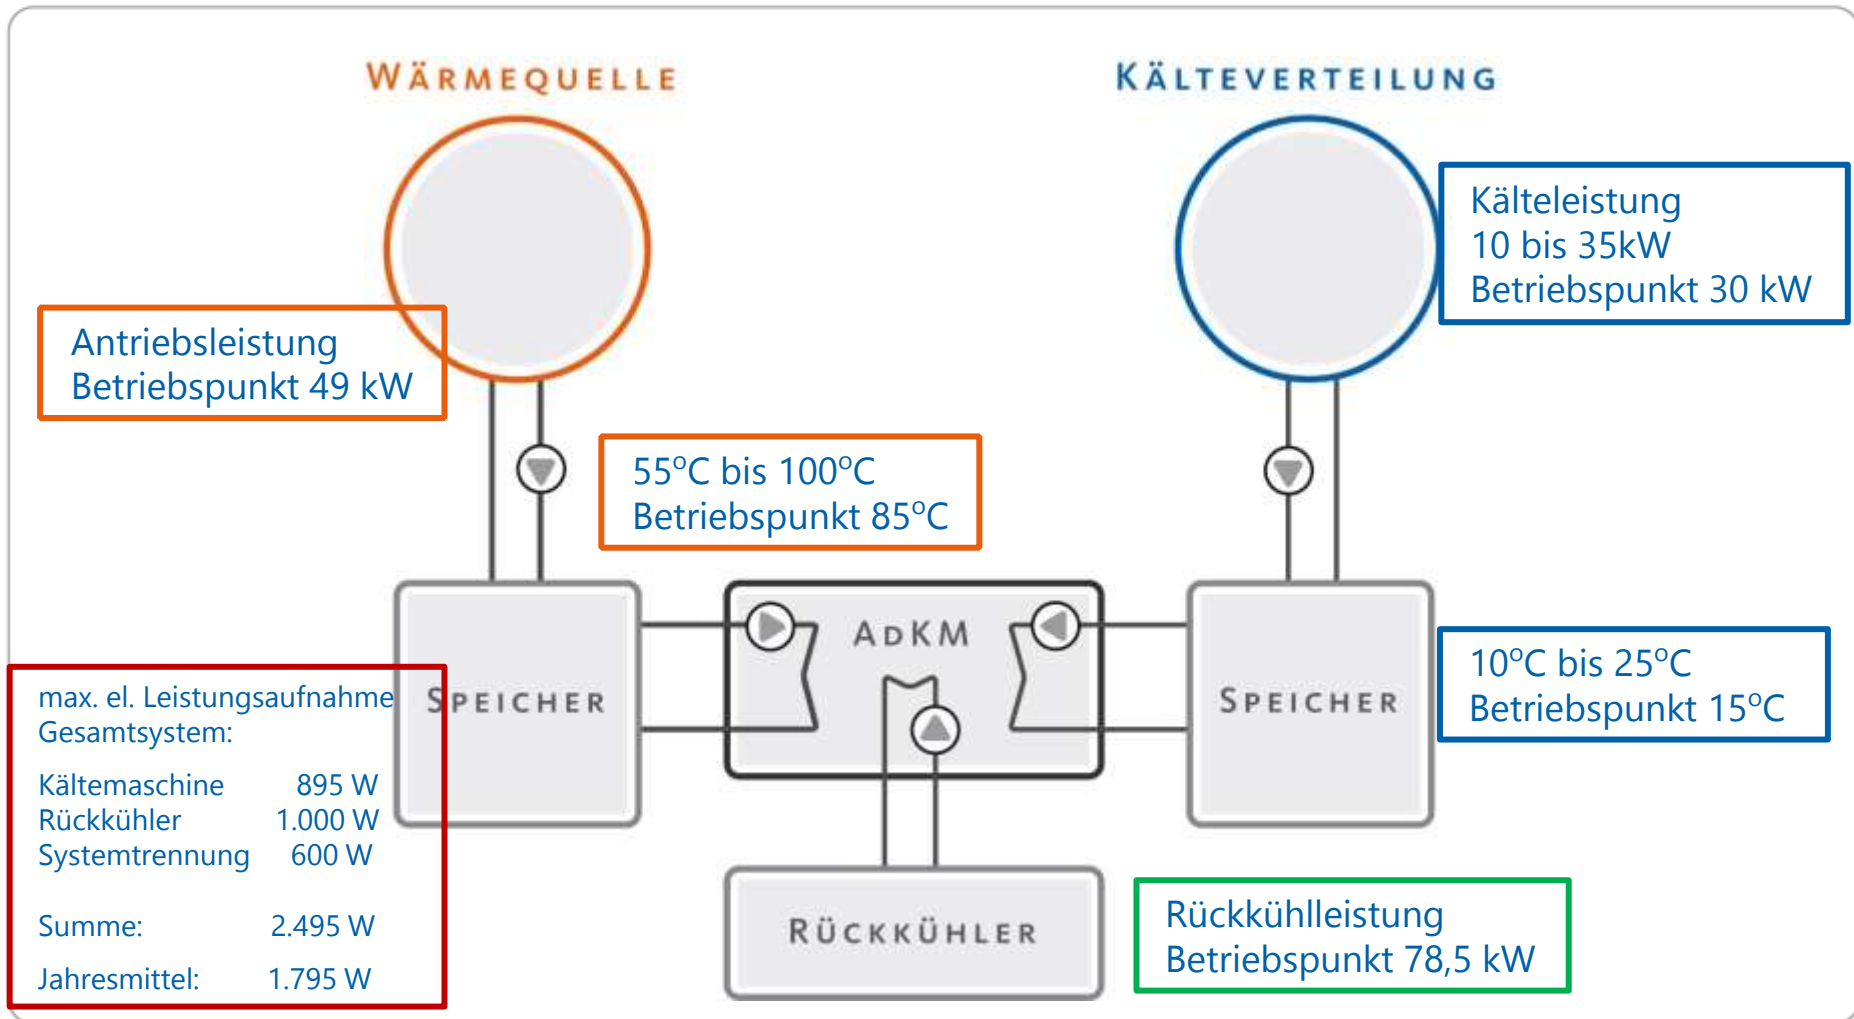 WÄRMEQUELLE
KÄLTEVERTEILUNG
Kälteleistung
10 bis 35kW
Betriebspunkt 30 kW
Antriebsleistung
Betriebspunkt 49 kW
55°C bis 100°C
Betriebspunkt 85°C
ADKM
SPEICHER
SPEICHER
10°C bis 25°C
Betriebspunkt 15°C
max. el. Leistungsaufnahme
Gesamtsystem:
Kältemaschine 895 W
Rückkühler 1.000 W
Systemtrennung 600 W
Summe: 2.495 W
Jahresmittel: 1.795 W
RÜCKKÜHLER
Rückkühlleistung
Betriebspunkt 78,5 kW